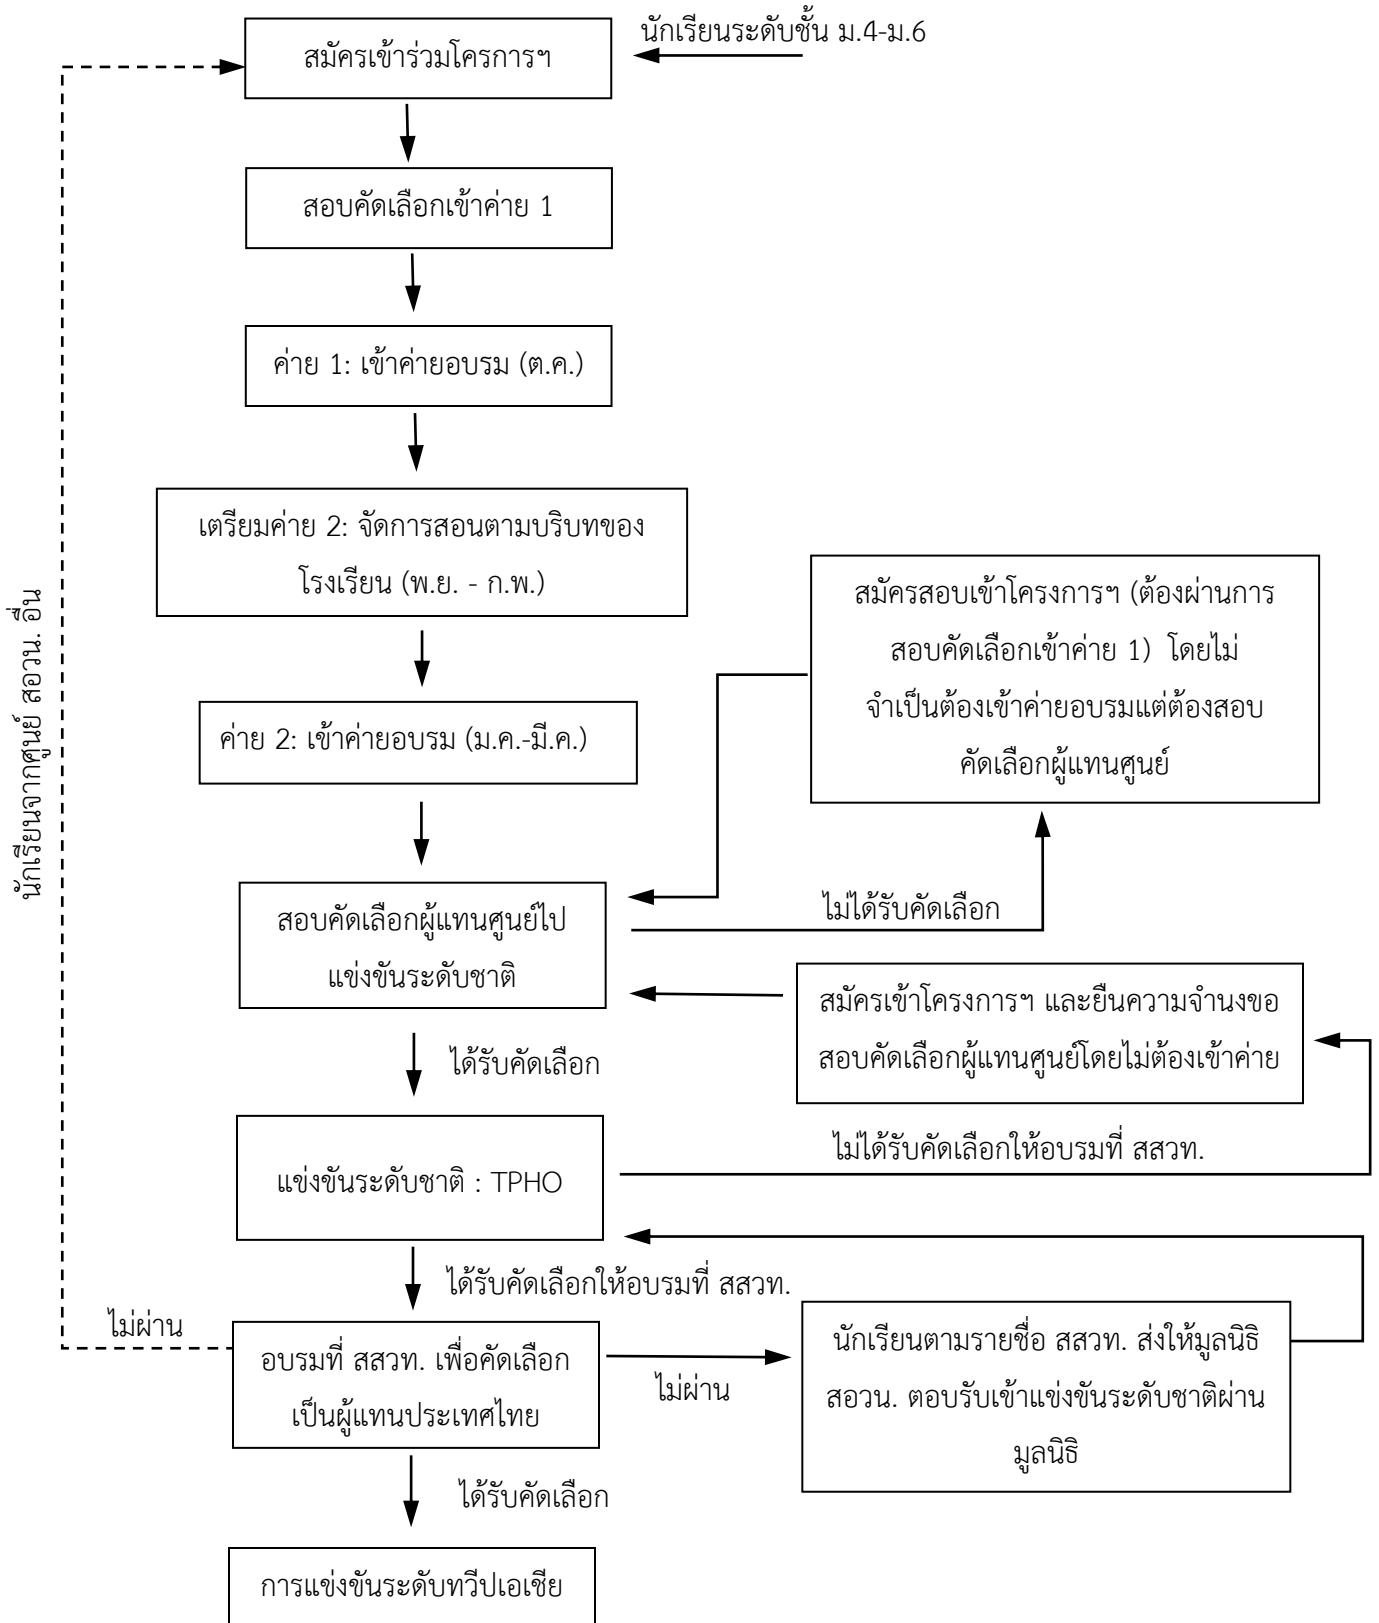 นักเรียนระดับชั้น ม.4-ม.6
สมัครเข้าร่วมโครการฯ
สอบคัดเลือกเข้าค่าย 1
ค่าย 1: เข้าค่ายอบรม (ต.ค.)
เตรียมค่าย 2: จัดการสอนตามบริบทของ
โรงเรียน (พ.ย. - ก.พ.)
สมัครสอบเข้าโครงการฯ (ต้องผ่านการ
สอบคัดเลือกเข้าค่าย 1) โดยไม่
จำเป็นต้องเข้าค่ายอบรมแต่ต้องสอบ
คัดเลือกผู้แทนศูนย์
นักเรียนจากศูนย์ สอวน. อื่น
ค่าย 2: เข้าค่ายอบรม (ม.ค.-มี.ค.)
ไม่ได้รับคัดเลือก
สอบคัดเลือกผู้แทนศูนย์ไป
แข่งขันระดับชาติ
สมัครเข้าโครงการฯ และยืนความจำนงขอ
สอบคัดเลือกผู้แทนศูนย์โดยไม่ต้องเข้าค่าย
ได้รับคัดเลือก
ไม่ได้รับคัดเลือกให้อบรมที่ สสวท.
แข่งขันระดับชาติ : TPHO
ได้รับคัดเลือกให้อบรมที่ สสวท.
ไม่ผ่าน
อบรมที่ สสวท. เพื่อคัดเลือก
เป็นผู้แทนประเทศไทย
ไม่ผ่าน
นักเรียนตามรายชื่อ สสวท. ส่งให้มูลนิธิ
สอวน. ตอบรับเข้าแข่งขันระดับชาติผ่าน
มูลนิธิ
ได้รับคัดเลือก
การแข่งขันระดับทวีปเอเชีย